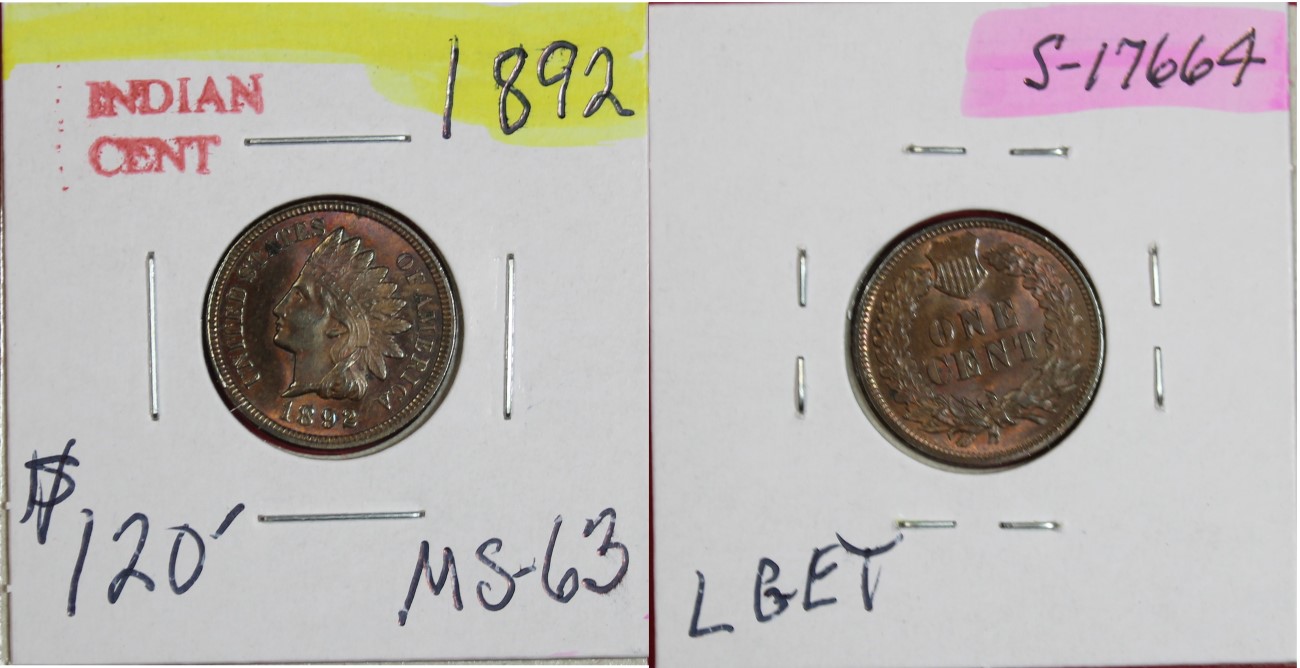 1892
INDIAN
CENT
UNITED STATES OF AMERICA
1892
$120
MS-63
S-17664
ONE
CENT
LBET